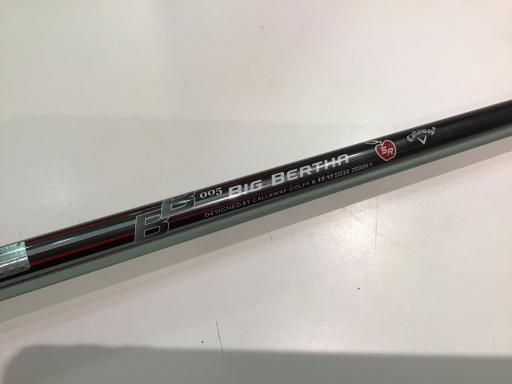 BB 005 BIG BERTHA SR Callaway
DESIGNED BY CALLAWAY GOLF® &